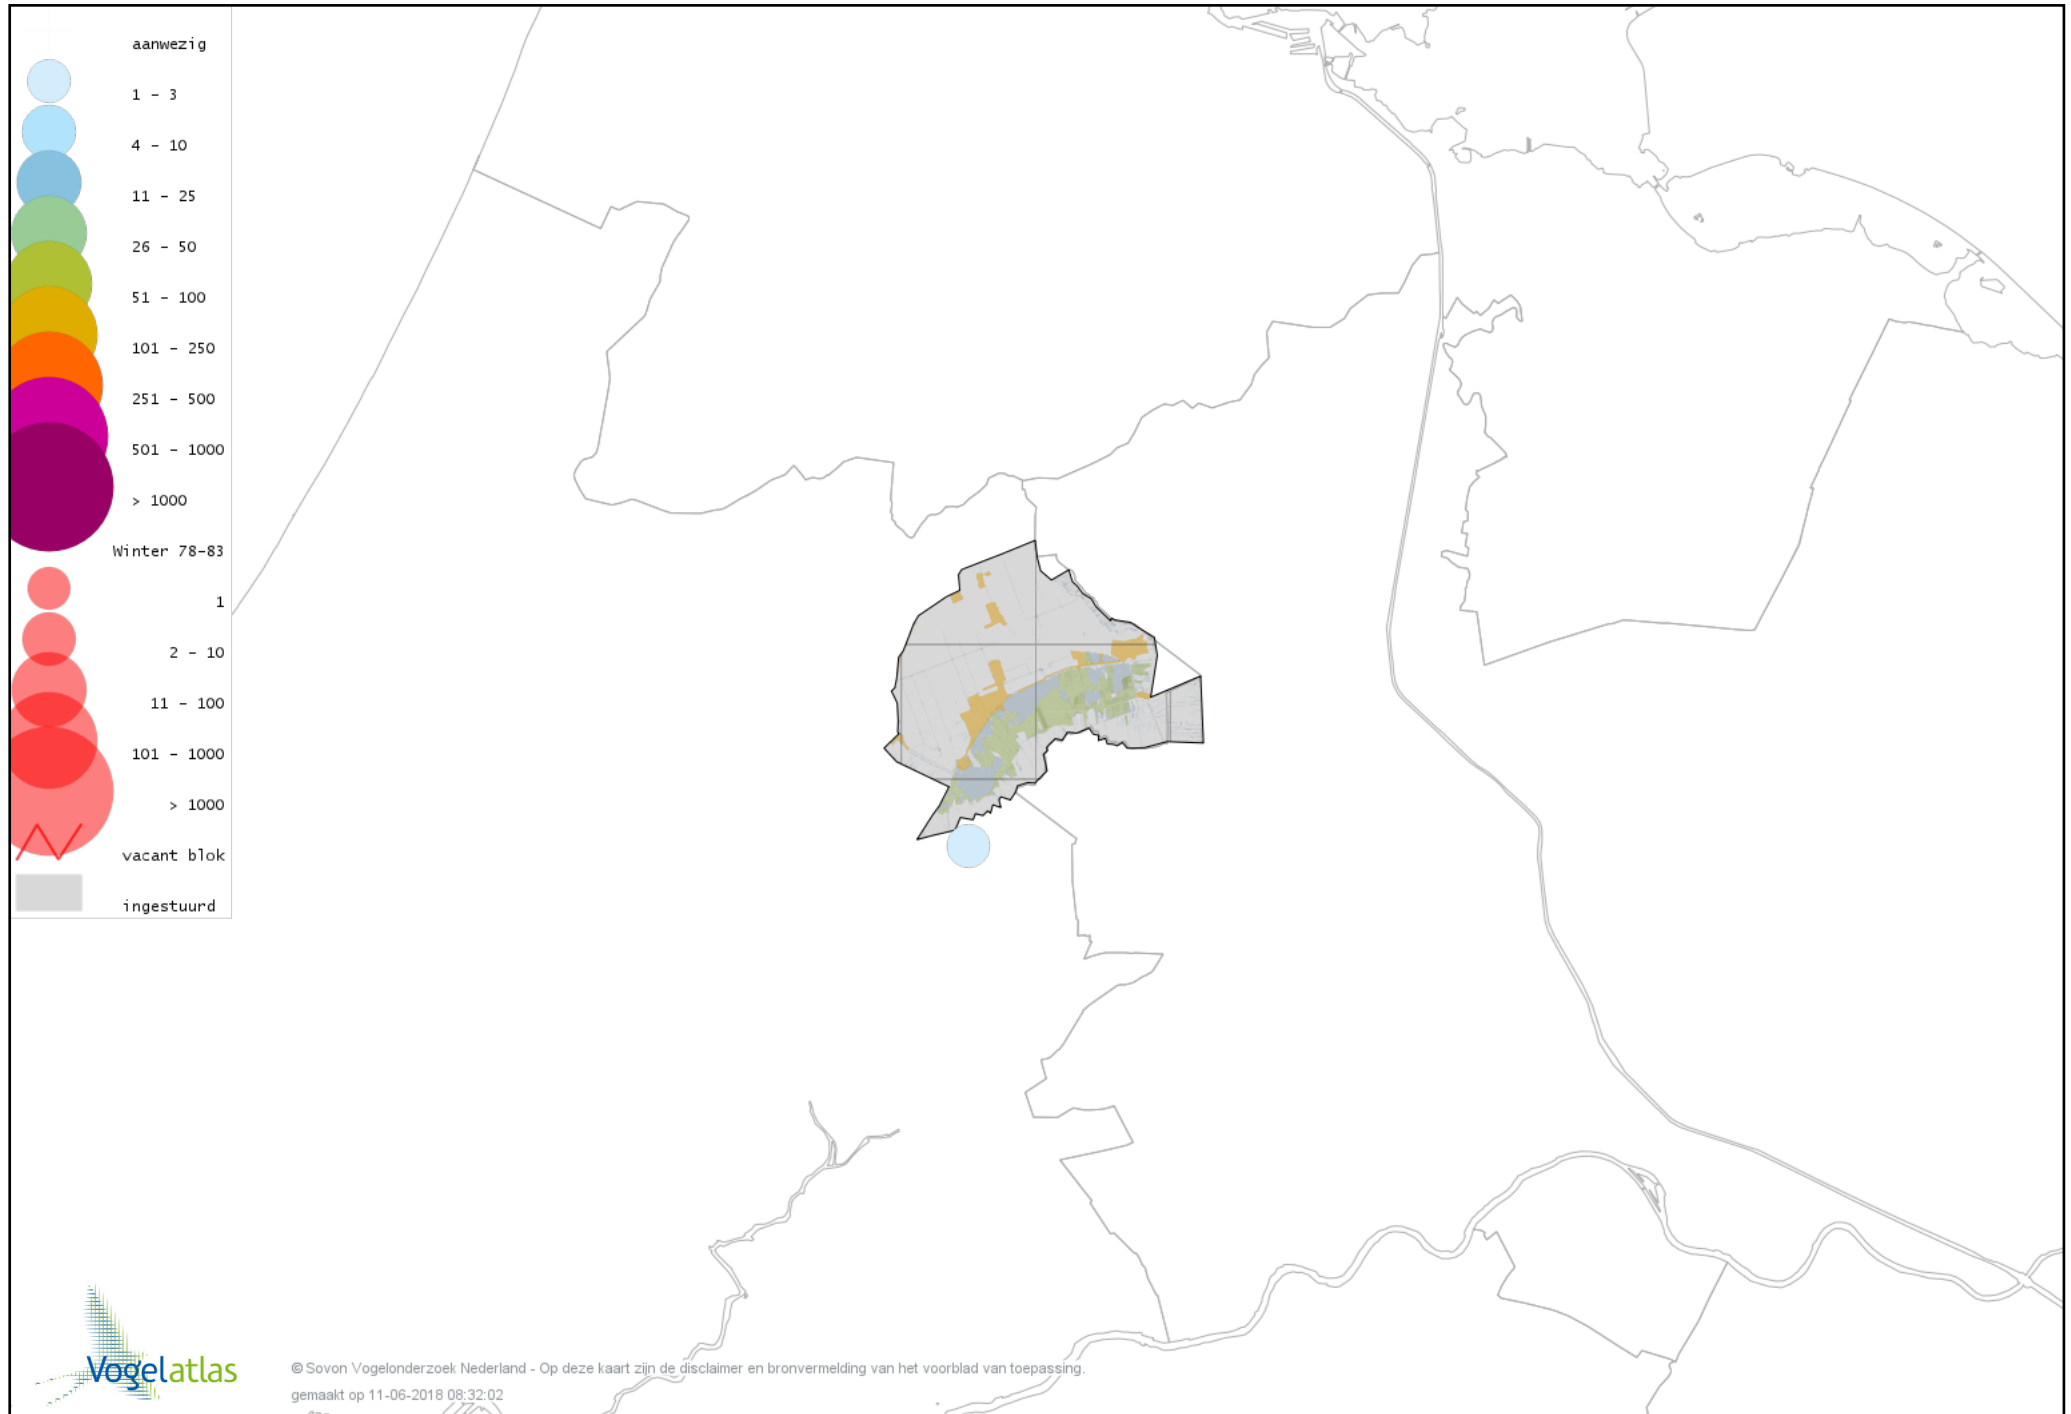 aanwezig
1 - 3
4 - 10
11 - 25
26 - 50
51 - 100
101 - 250
251 - 500
501 - 1000
> 1000
Winter 78-83
1
2 - 10
11 - 100
101 - 1000
> 1000
vacant blok
ingestuurd
Vogelatlas
© Sovon Vogelonderzoek Nederland - Op deze kaart zijn de disclaimer en bronvermelding van het voorblad van toepassing.
gemaakt op 11-06-2018 08:32:02